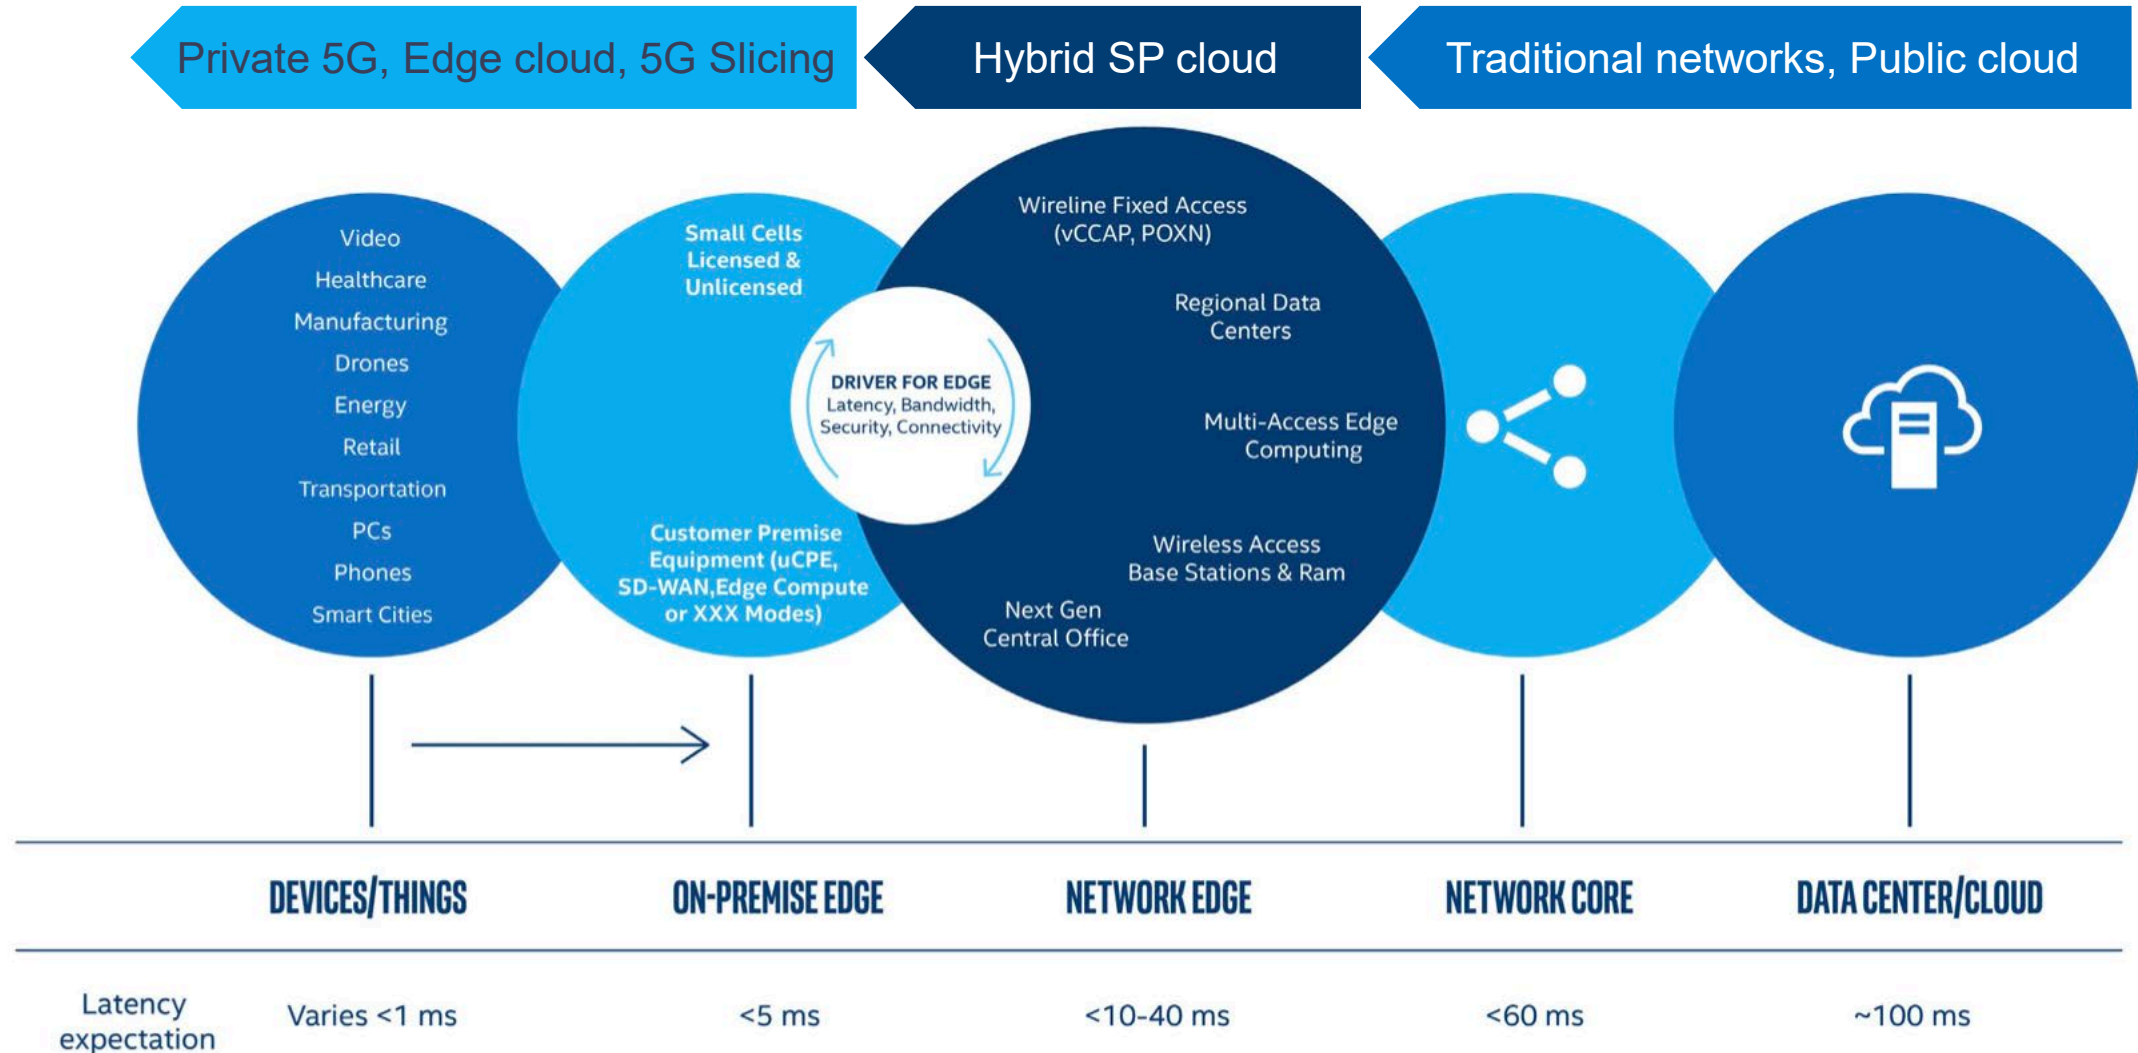 Private 5G, Edge cloud, 5G Slicing
Hybrid SP cloud
Traditional networks, Public cloud
Video
Healthcare
Manufacturing
Drones
Energy
Retail
Transportation
PCs
Phones
Smart Cities
Small Cells
Licensed &
Unlicensed
Customer Premise
Equipment (uCPE,
SD-WAN,Edge Compute
or XXX Modes)
DRIVER FOR EDGE
Latency, Bandwidth,
Security, Connectivity
Wireline Fixed Access
(vCCAP, POXN)
Regional Data
Centers
Multi-Access Edge
Computing
Wireless Access
Base Stations & Ram
Next Gen
Central Office
DEVICES/THINGS
ON-PREMISE EDGE
NETWORK EDGE
NETWORK CORE
DATA CENTER/CLOUD
Latency
expectation
Varies <1 ms
<5 ms
<10-40 ms
<60 ms
~100 ms